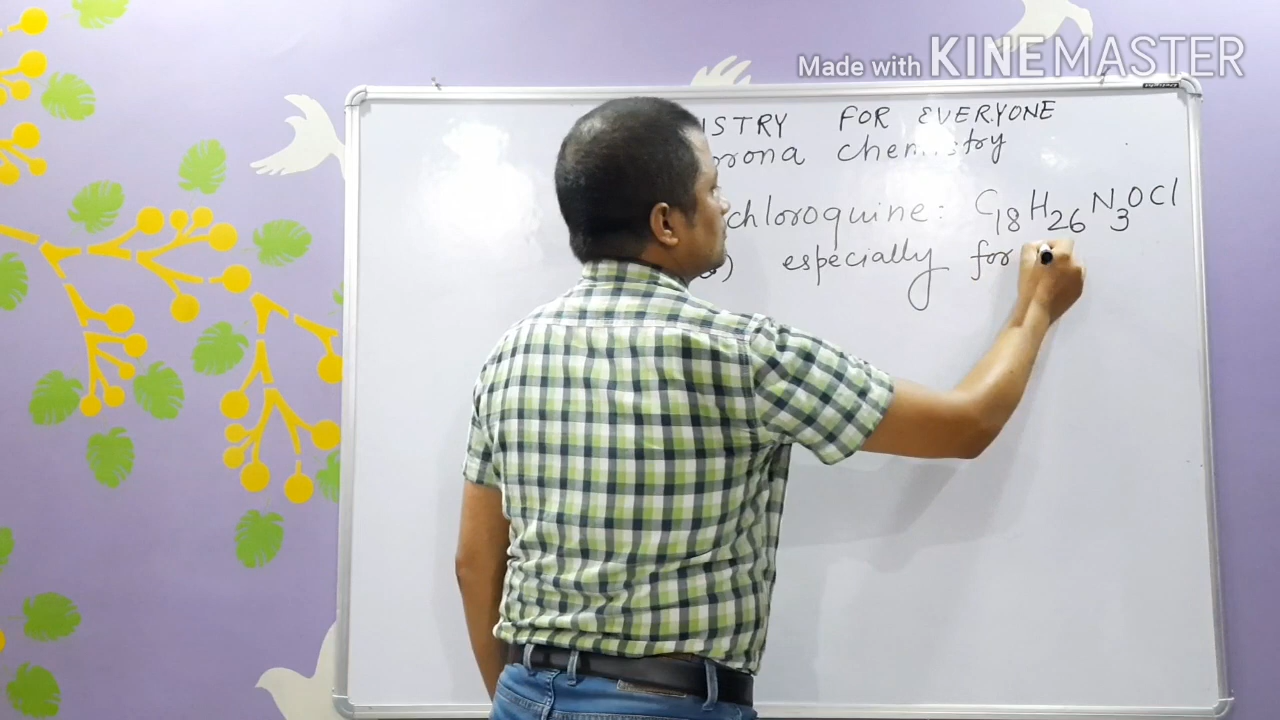 Made with KINEMASTER
ISTRY FOR EVERYONE
orona chemistry
chloroquine: C18H26N3OCl
) especially for